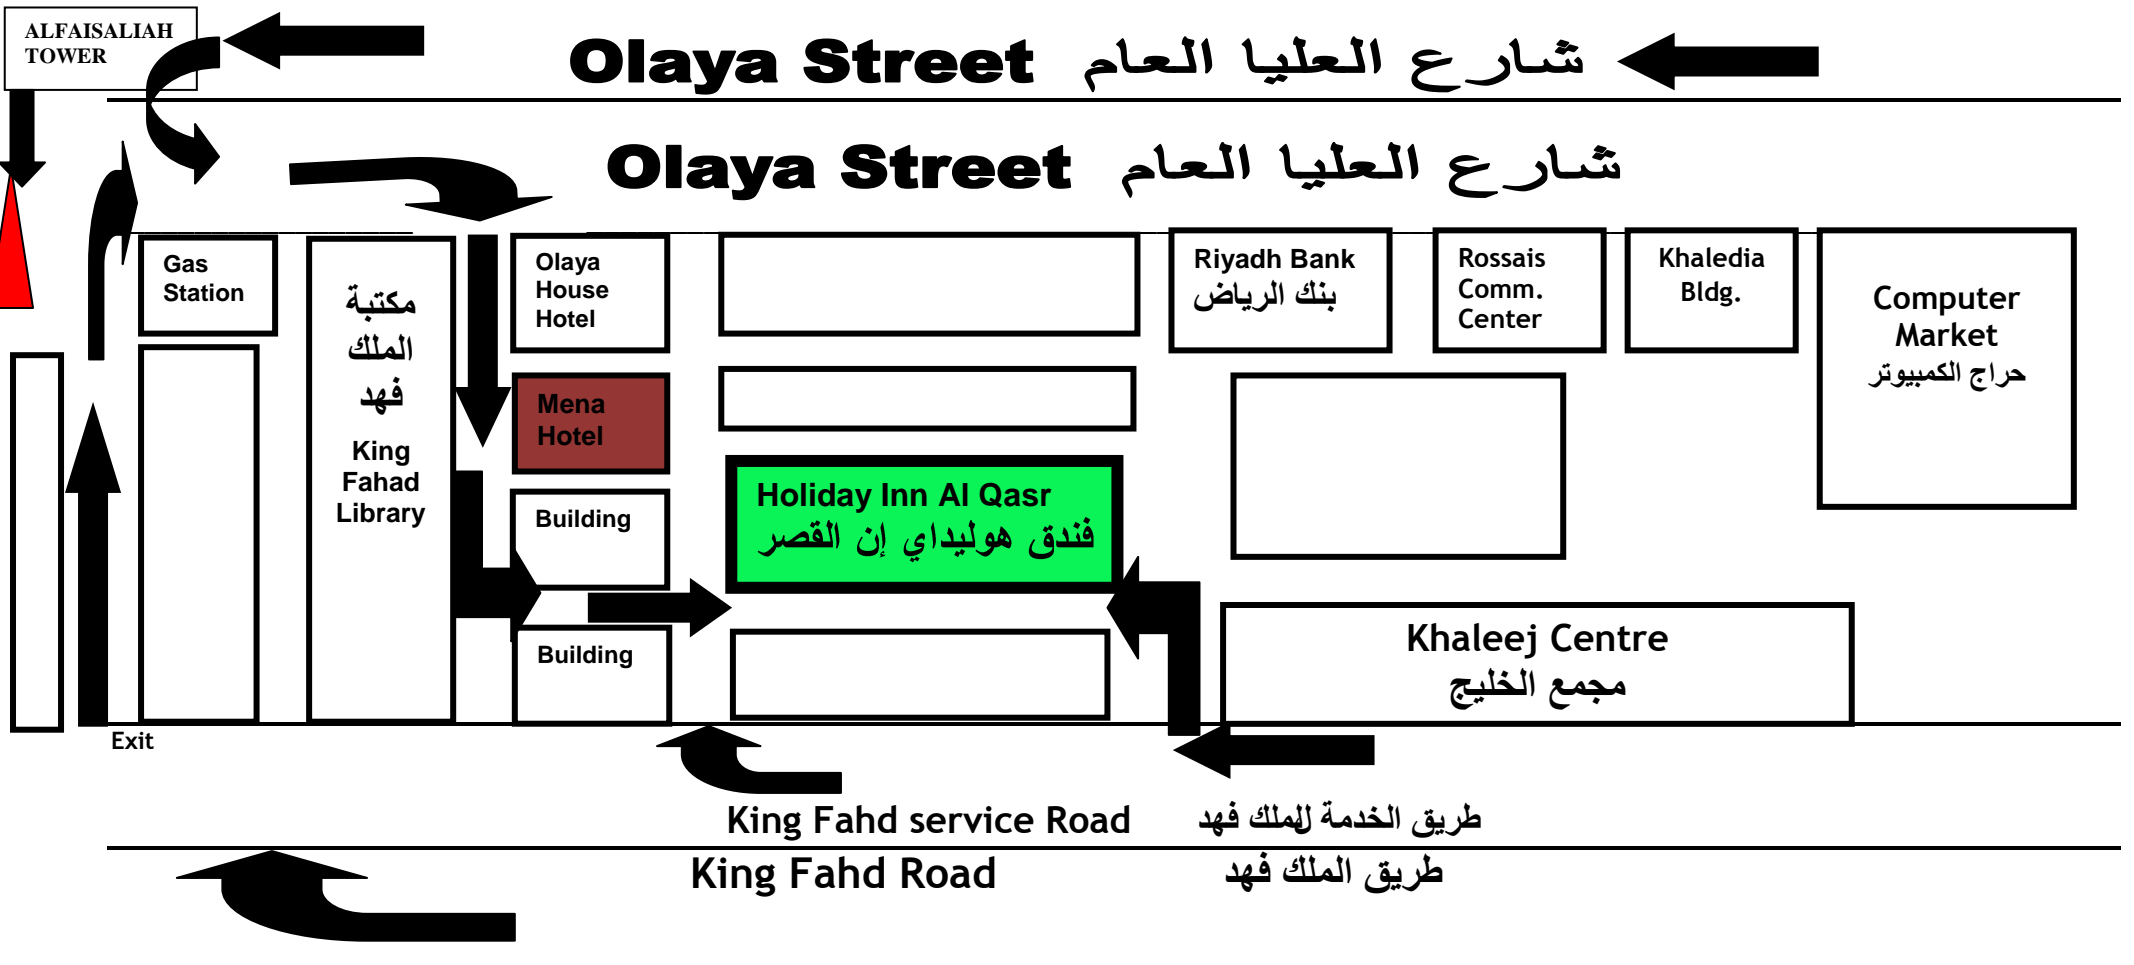 ALFAISALIAH
TOWER
Olaya Street شارع العليا العام
Olaya Street شارع العليا العام
Gas
Station
مكتبة
الملك
فهد
King
Fahad
Library
Olaya
House
Hotel
Mena
Hotel
Building
Building
Holiday Inn Al Qasr
فندق هوليداي إن القصر
Riyadh Bank
بنك الرياض
Rossais
Comm.
Center
Khaledia
Bldg.
Computer
Market
حراج الكمبيوتر
Khaleej Centre
مجمع الخليج
Exit
King Fahd service Road طريق الخدمة للملك فهد
King Fahd Road طريق الملك فهد